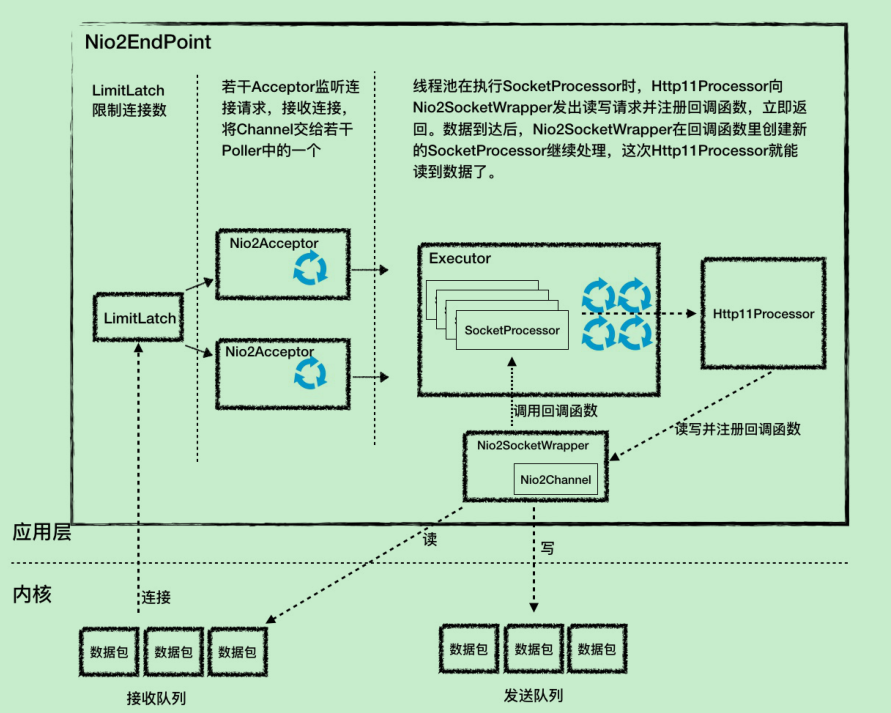 Nio2EndPoint
LimitLatch
限制连接数
若干Acceptor监听连
接请求，接收连接，
将Channel交给若干
Poller中的一个
线程池在执行SocketProcessor时，Http11Processor向
Nio2SocketWrapper发出读写请求并注册回调函数，立即返
回。数据到达后，Nio2SocketWrapper在回调函数里创建新
的SocketProcessor继续处理，这次Http11Processor就能
读到数据了。
Nio2Acceptor
Executor
LimitLatch
SocketProcessor
Http11Processor
Nio2Acceptor
调用回调函数
读写并注册回调函数
Nio2SocketWrapper
Nio2Channel
应用层
读
写
内核
连接
数据包
数据包
数据包
数据包
数据包
数据包
接收队列
发送队列